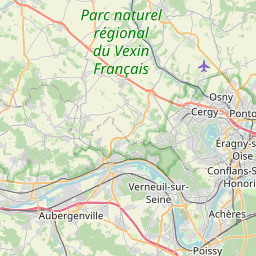 Parc naturel
régional
du Vexin
Français
Osny
Cergy
Ponto
Éragny-s
Oise
Conflans-S
Honori
Verneuil-sur-
Seine
Achères
Aubergenville
Poissy